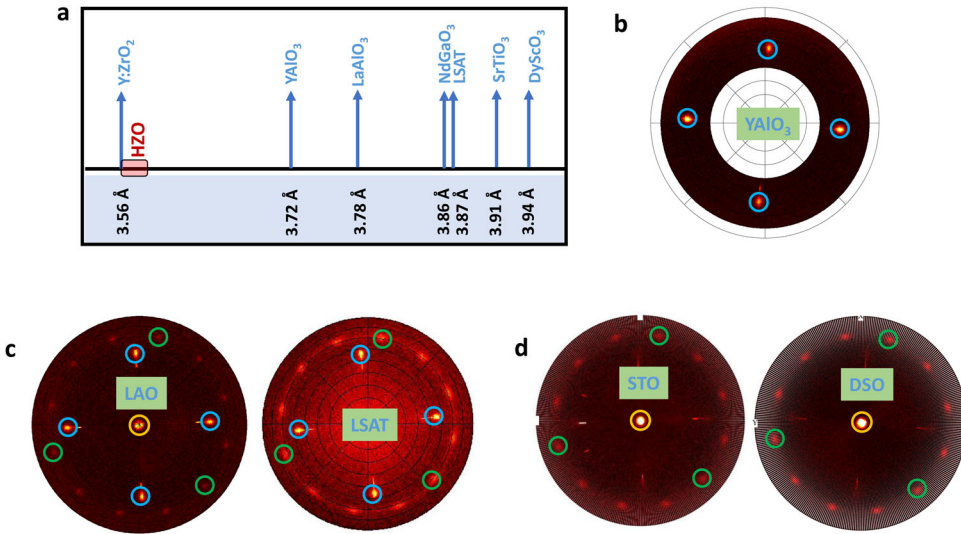 a
Y:ZrO2
HZO
YAlO3
LaAlO3
NdGaO3
LSAT
SrTiO3
DyScO3
3.56 Å
3.72 Å
3.78 Å
3.86 Å
3.87 Å
3.91 Å
3.94 Å
b
YAlO3
c
LAO
LSAT
d
STO
DSO